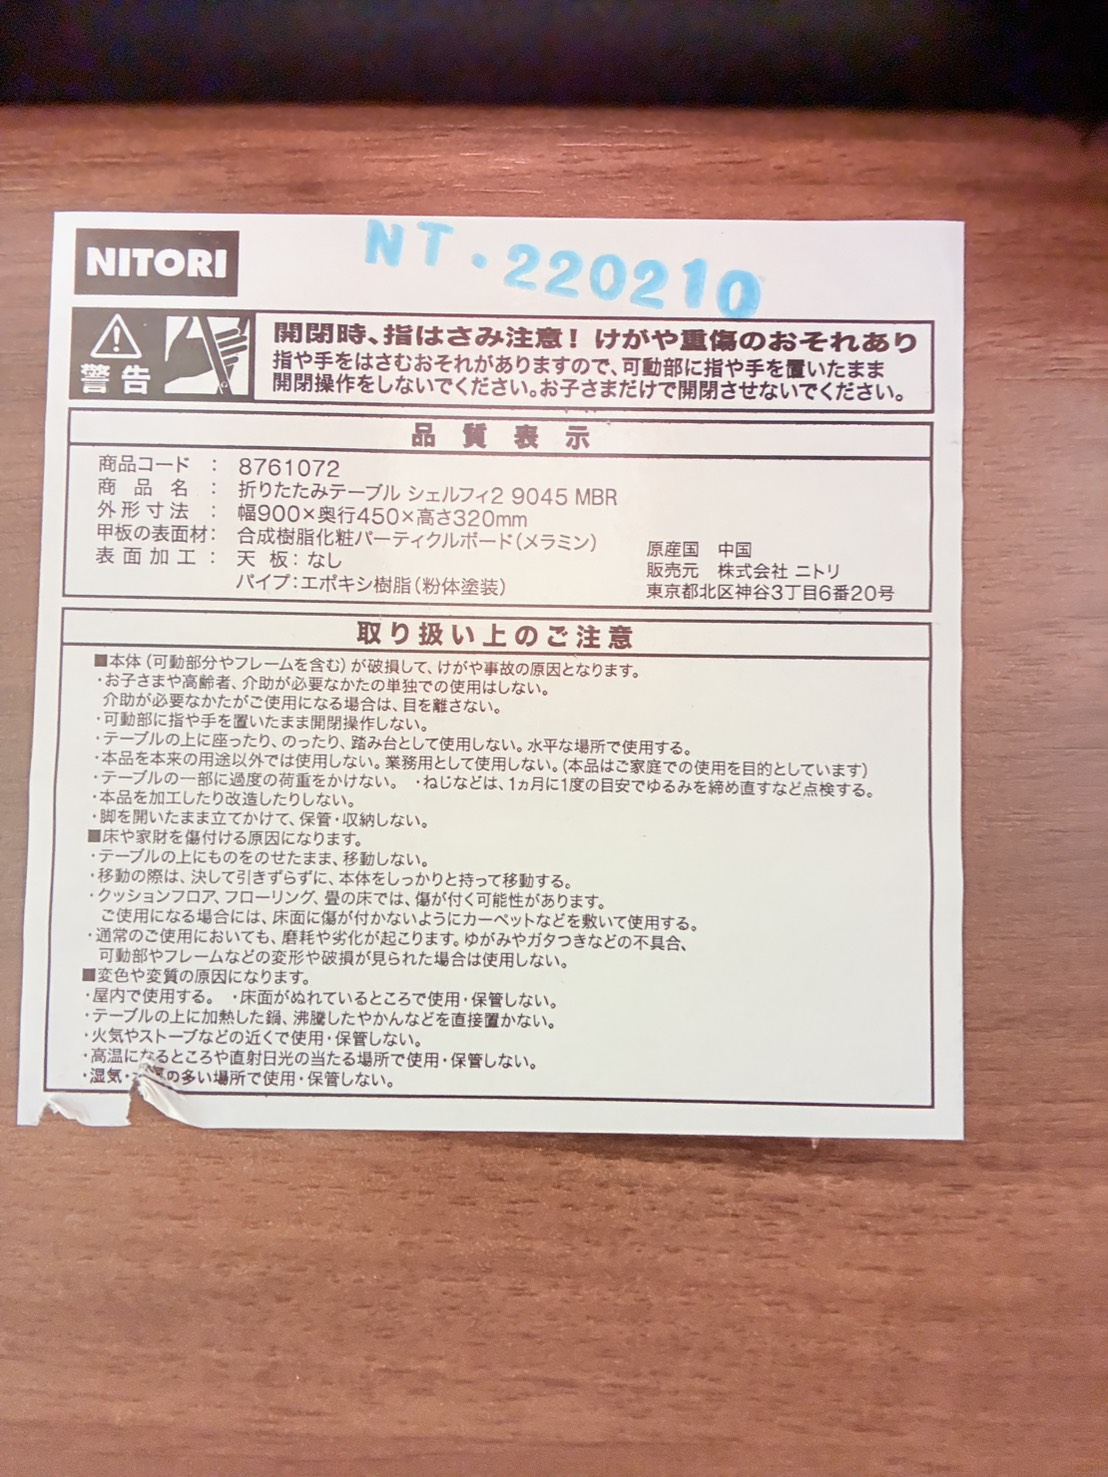 NITORI
NT・220210
警告
開閉時、指はさみ注意！けがや重傷のおそれあり
指や手をはさむおそれがありますので、可動部に指や手を置いたまま
開閉操作をしないでください。お子さまだけで開閉させないでください。
品質表示
商品コード ： 8761072
商品名 ： 折りたたみテーブル シェルフィ2 9045 MBR
外形寸法 ： 幅900×奥行450×高さ320mm
甲板の表面材： 合成樹脂化粧パーティクルボード（メラミン）
表面加工 ： 天板：なし
パイプ：エポキシ樹脂（粉体塗装）
原産国 中国
販売元 株式会社 ニトリ
東京都北区神谷3丁目6番20号
取り扱い上のご注意
■本体（可動部分やフレームを含む）が破損して、けがや事故の原因となります。
・お子さまや高齢者、介助が必要なかたの単独での使用はしない。
介助が必要なかたがご使用になる場合は、目を離さない。
・可動部に指や手を置いたまま開閉操作しない。
・テーブルの上に座ったり、のったり、踏み台として使用しない。水平な場所で使用する。
・本品を本来の用途以外では使用しない。業務用として使用しない。（本品はご家庭での使用を目的としています）
・テーブルの一部に過度の荷重をかけない。 ・ねじなどは、1ヵ月に1度の目安でゆるみを締め直すなど点検する。
・本品を加工したり改造したりしない。
・脚を開いたまま立てかけて、保管・収納しない。
■床や家財を傷付ける原因になります。
・テーブルの上にものをのせたまま、移動しない。
・移動の際は、決して引きずらずに、本体をしっかりと持って移動する。
・クッションフロア、フローリング、畳の床では、傷が付く可能性があります。
ご使用になる場合には、床面に傷が付かないようにカーペットなどを敷いて使用する。
・通常のご使用においても、磨耗や劣化が起こります。ゆがみやガタつきなどの不具合、
可動部やフレームなどの変形や破損が見られた場合は使用しない。
■変色や変質の原因になります。
・屋内で使用する。 ・床面がぬれているところで使用・保管しない。
・テーブルの上に加熱した鍋、沸騰したやかんなどを直接置かない。
・火気やストーブなどの近くで使用・保管しない。
・高温になるところや直射日光の当たる場所で使用・保管しない。
・湿気・の多い場所で使用・保管しない。